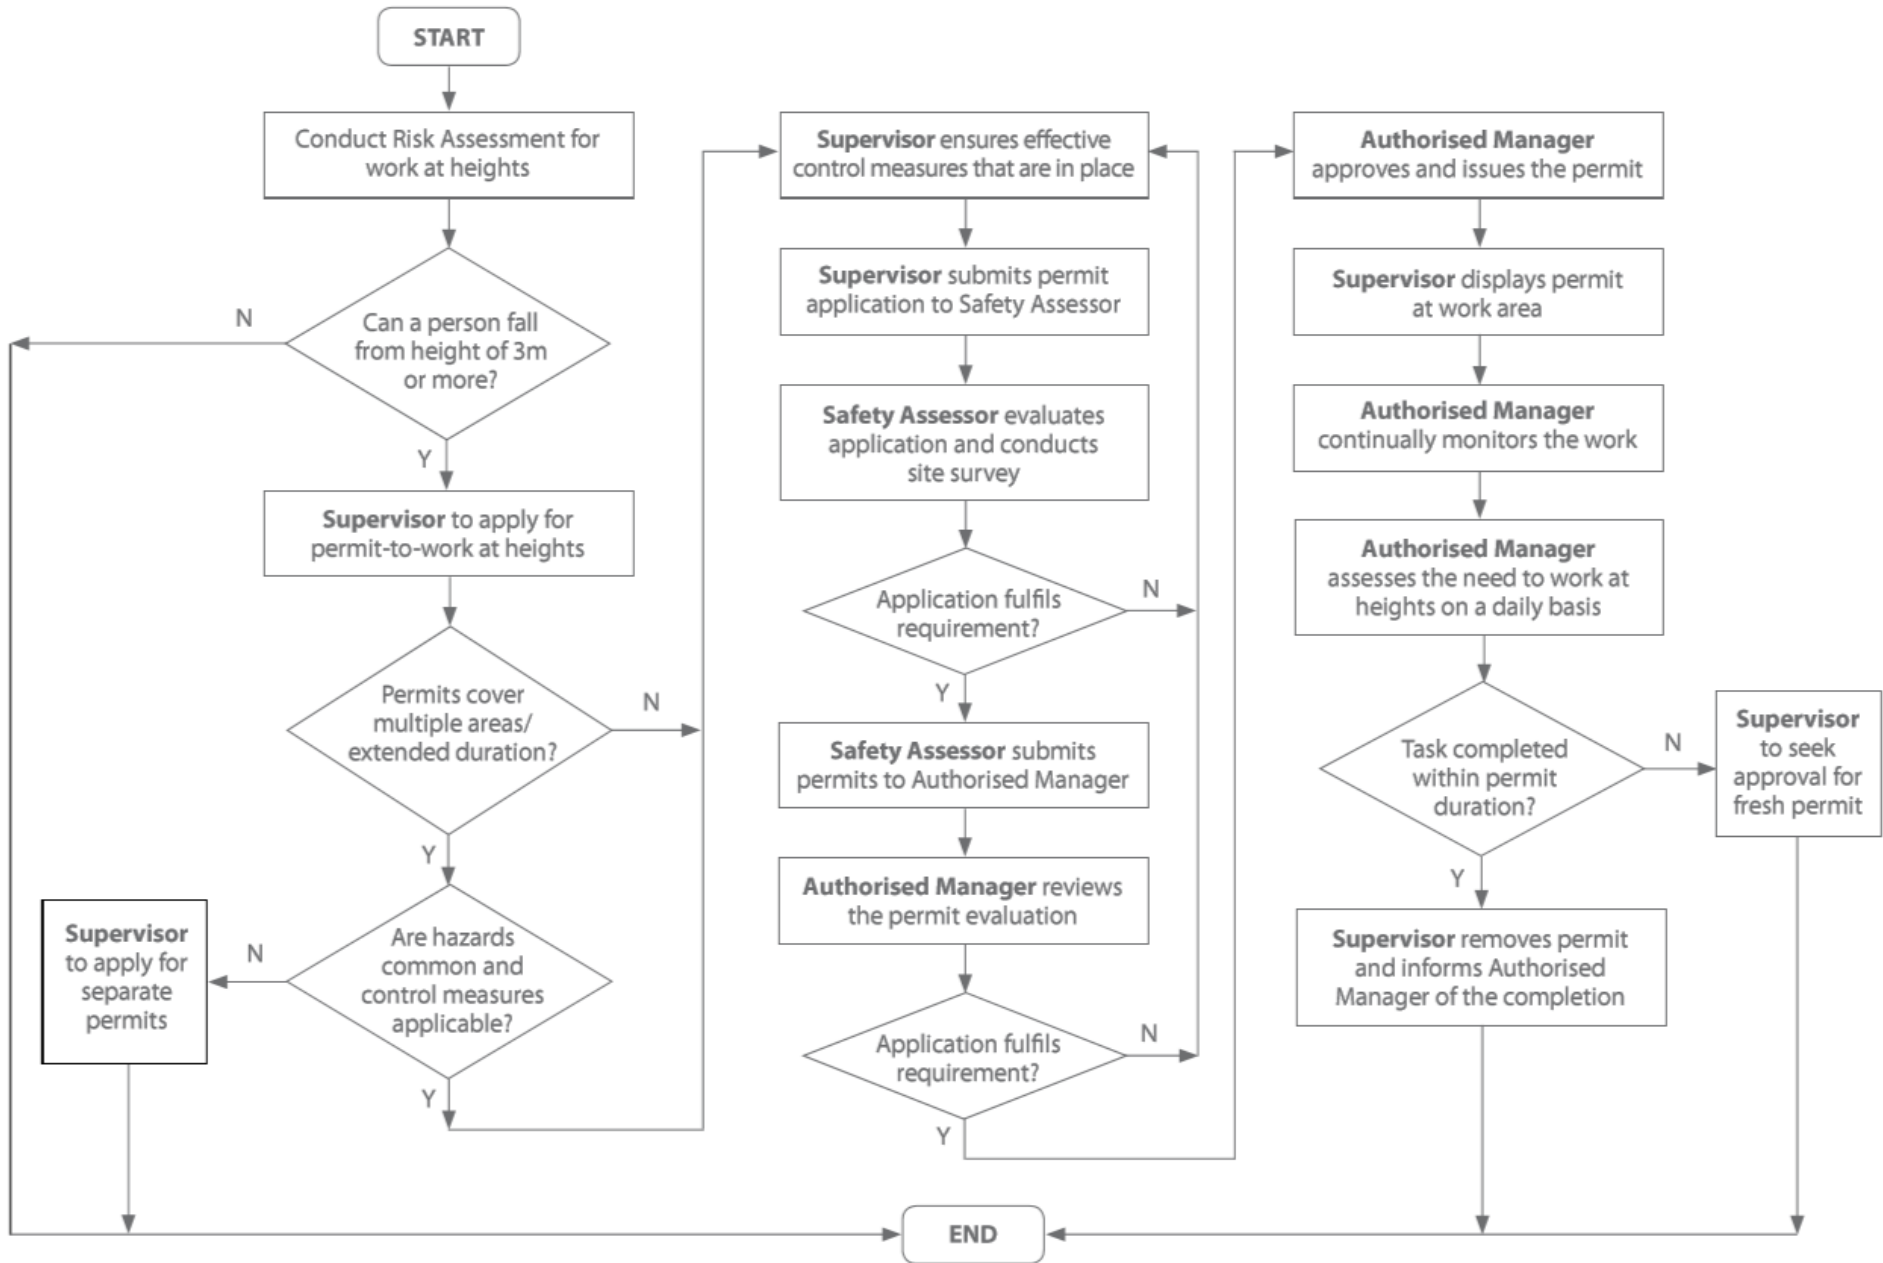 START
Conduct Risk Assessment for
work at heights
Can a person fall
from height of 3m
or more?
N
Y
Supervisor to apply for
permit-to-work at heights
Permits cover
multiple areas/
extended duration?
N
Y
Are hazards
common and
control measures
applicable?
N
Supervisor
to apply for
separate
permits
Y
Supervisor ensures effective
control measures that are in place
Supervisor submits permit
application to Safety Assessor
Safety Assessor evaluates
application and conducts
site survey
Application fulfils
requirement?
N
Y
Safety Assessor submits
permits to Authorised Manager
Authorised Manager reviews
the permit evaluation
Application fulfils
requirement?
N
Y
Authorised Manager
approves and issues the permit
Supervisor displays permit
at work area
Authorised Manager
continually monitors the work
Authorised Manager
assesses the need to work at
heights on a daily basis
Task completed
within permit
duration?
N
Supervisor
to seek
approval for
fresh permit
Y
Supervisor removes permit
and informs Authorised
Manager of the completion
END